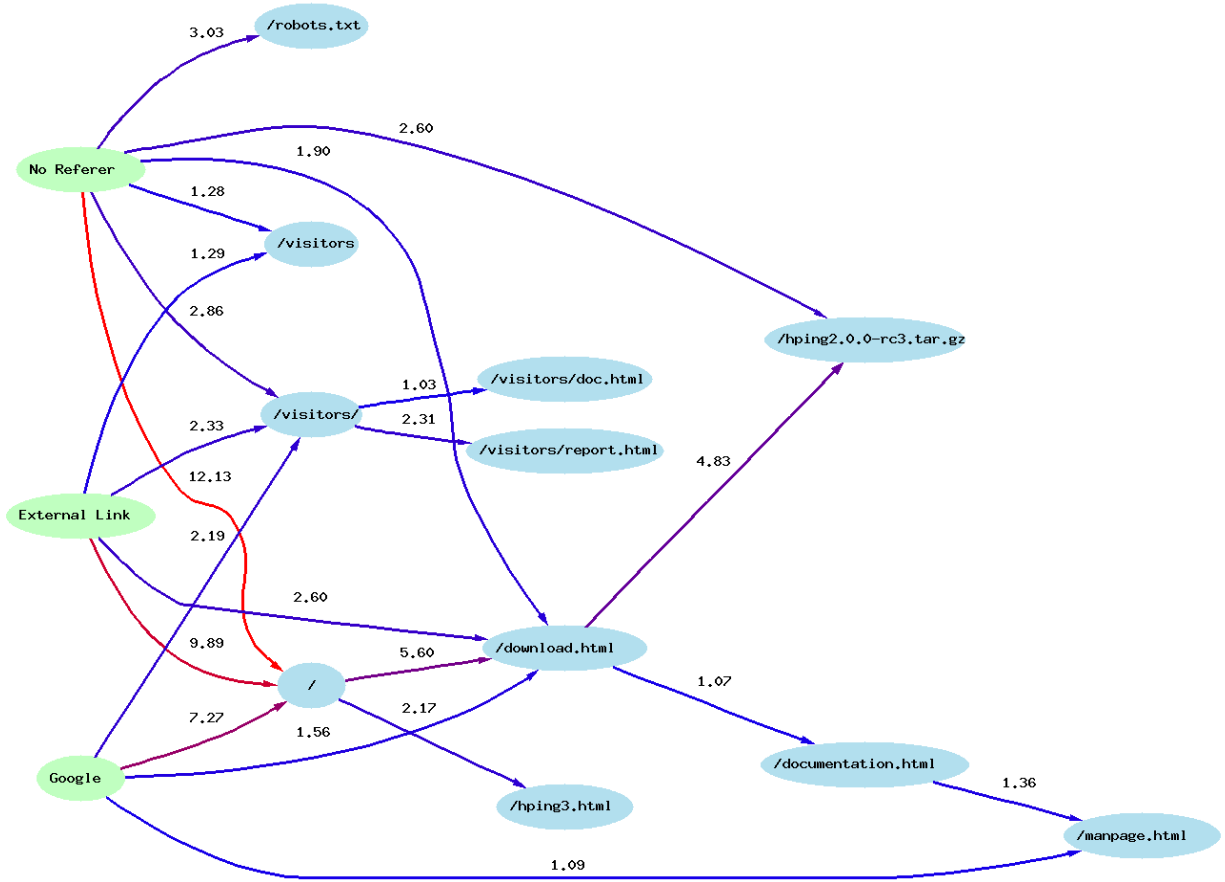 /robots.txt
3.03
2.60
1.90
No Referer
1.28
/visitors
1.29
2.86
/hping2.0.0-rc3.tar.gz
/visitors/doc.html
1.03
/visitors/
2.33
2.31
/visitors/report.html
4.83
12.13
External Link
2.19
2.60
9.89
/download.html
5.60
/
1.07
7.27
2.17
1.56
/documentation.html
Google
1.36
/hping3.html
/manpage.html
1.09